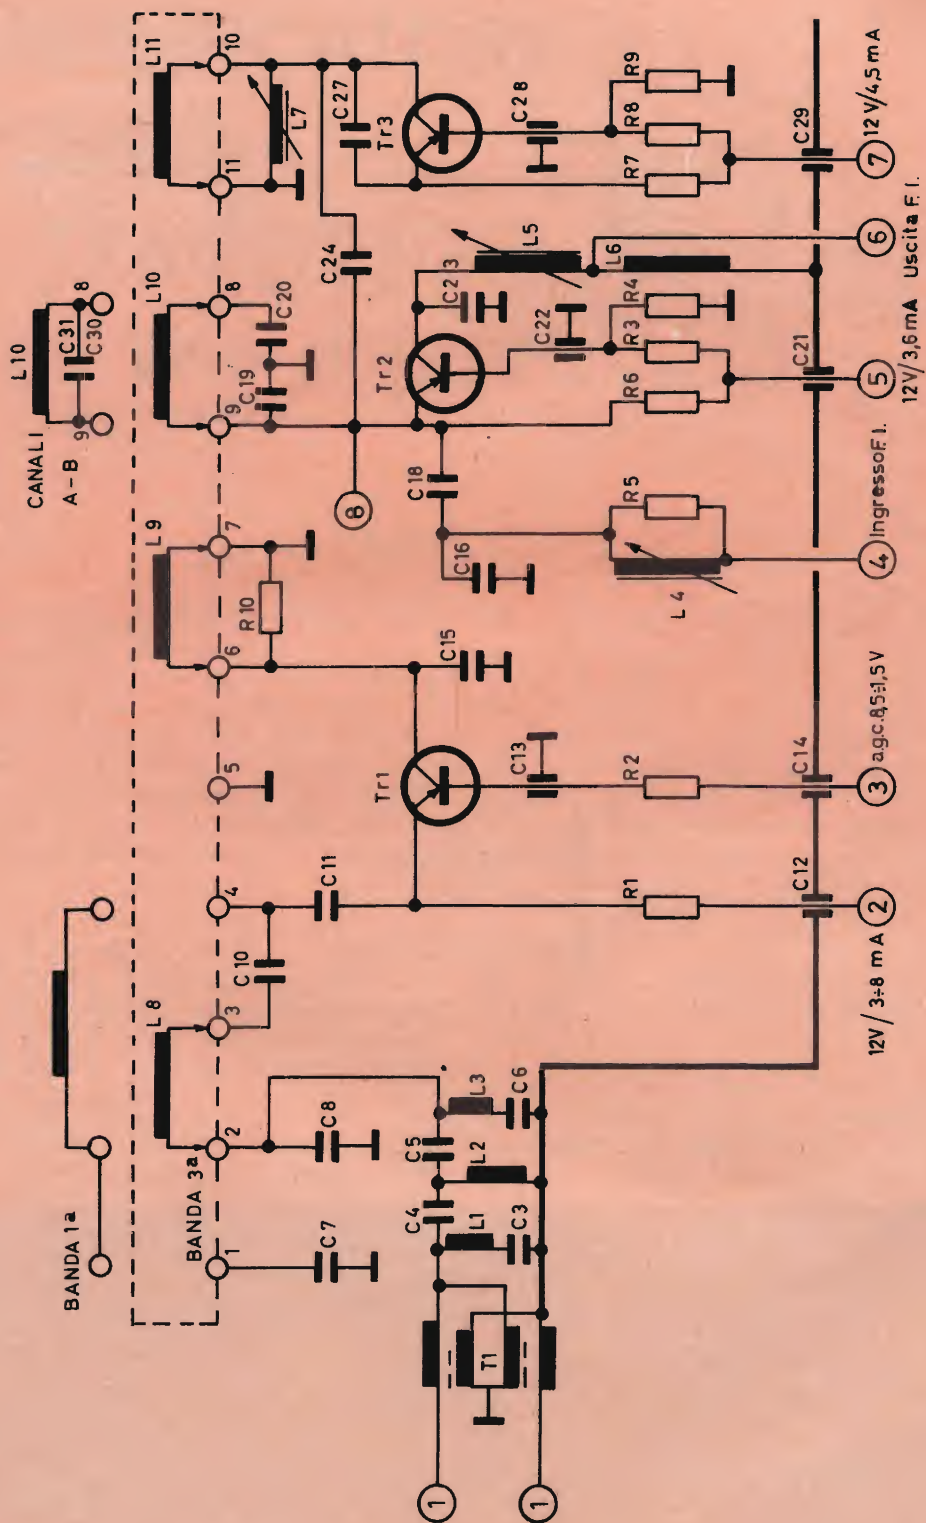 BANDA 1a
CANALI
A-B
L10
9
8
C31
C30
L8
L9
L10
L11
BANDA 3a
1
2
3
4
5
6
7
9
8
11
10
C7
C8
C10
C11
R10
C19
C20
C24
L7
C27
Tr3
8
Tr1
Tr2
C15
C16
C18
C23
L5
C22
C28
C4
C5
L1
L2
L3
C3
C6
T1
1
1
C13
R1
R2
L4
R5
R6
R3
R4
L6
R7
R8
R9
C12
C14
C21
C29
2
3
4
5
6
7
12V/3÷8 mA
a.g.c.8,5÷1,5 V
Ingresso F.I.
12V/3,6mA
Uscita F.I.
12V/4,5mA